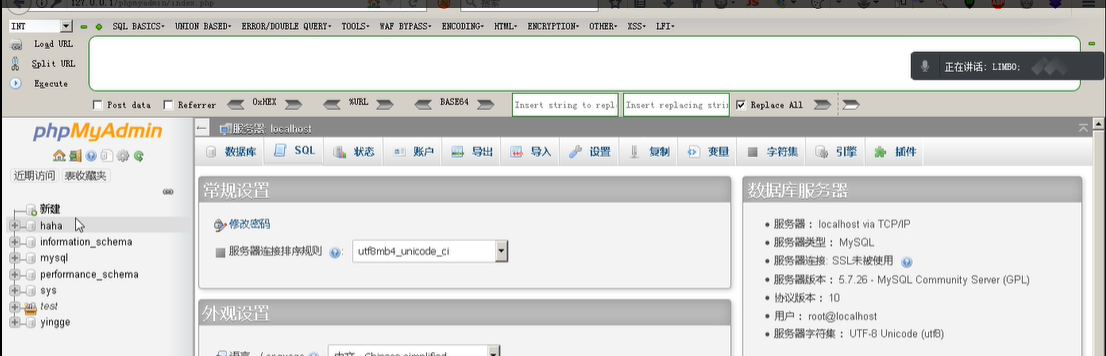 127.0.0.1/phpmyadmin/index.php
搜索
INT SQL BASICS- UNION BASED- ERROR/DOUBLE QUERY- TOOLS- WAF BYPASS- ENCODING- HTML- ENCRYPTION- OTHER- XSS- LFI-
Load URL
Split URL
Execute
正在讲话: LIMBO;
Post data Referrer 0xHEX %URL BASE64 Insert string to repl Insert replacing strin Replace All
phpMyAdmin
近期访问 表收藏夹
新建
haha
information_schema
mysql
performance_schema
sys
test
yingge
服务器: localhost
数据库 SQL 状态 账户 导出 导入 设置 复制 变量 字符集 引擎 插件
常规设置
修改密码
服务器连接排序规则 : utf8mb4_unicode_ci
外观设置
语言 - Language 中文 - Chinese simplified
数据库服务器
服务器: localhost via TCP/IP
服务器类型: MySQL
服务器连接: SSL未被使用
服务器版本: 5.7.26 - MySQL Community Server (GPL)
协议版本: 10
用户: root@localhost
服务器字符集: UTF-8 Unicode (utf8)